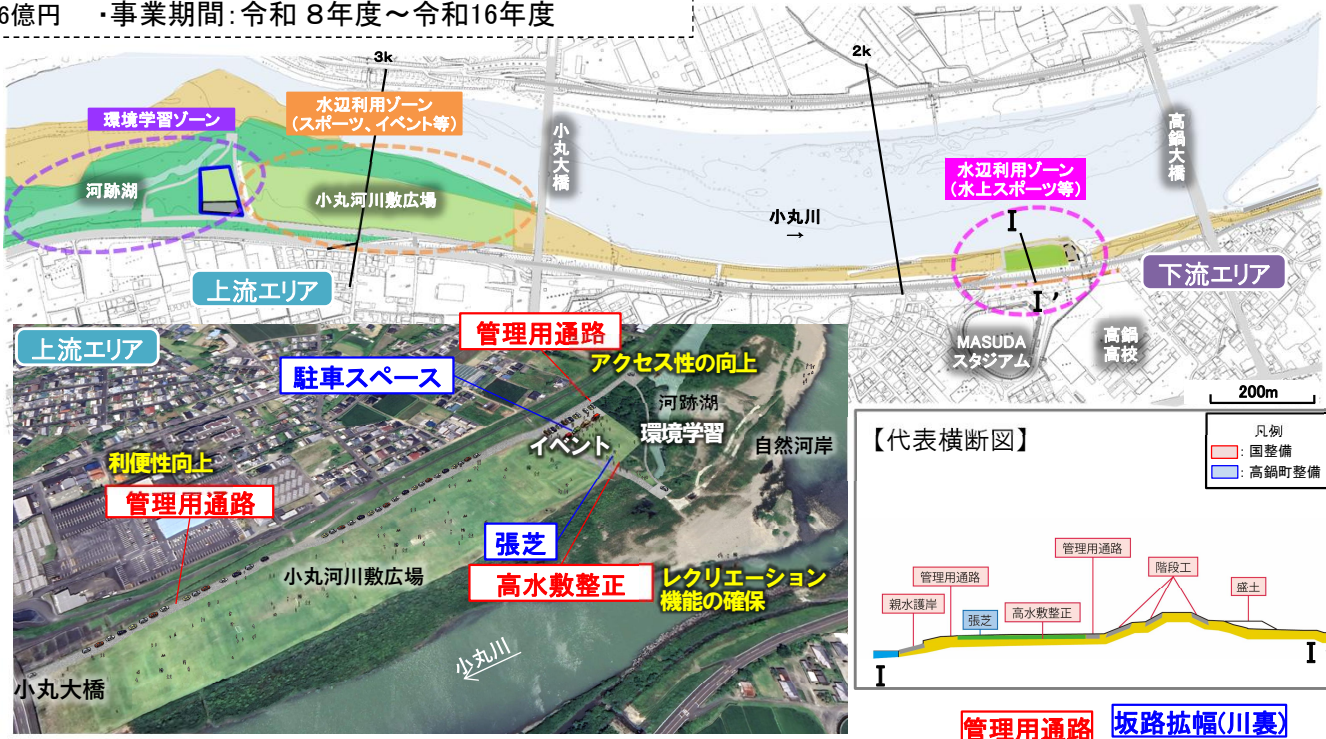 6億円 ・事業期間：令和 8年度～令和16年度
3k
2k
環境学習ゾーン
水辺利用ゾーン
(スポーツ、イベント等)
小丸大橋
高鍋大橋
水辺利用ゾーン
(水上スポーツ等)
河跡湖
小丸河川敷広場
小丸川
→
I
I'
上流エリア
下流エリア
MASUDA
スタジアム
高鍋
高校
200m
上流エリア
管理用通路
アクセス性の向上
駐車スペース
河跡湖
イベント
環境学習
自然河岸
利便性向上
管理用通路
張芝
小丸河川敷広場
高水敷整正
レクリエーション
機能の確保
小丸川
小丸大橋
【代表横断図】
凡例
：国整備
：高鍋町整備
管理用通路
階段工
管理用通路
盛土
親水護岸
張芝
高水敷整正
I
I
管理用通路 坂路拡幅(川裏)